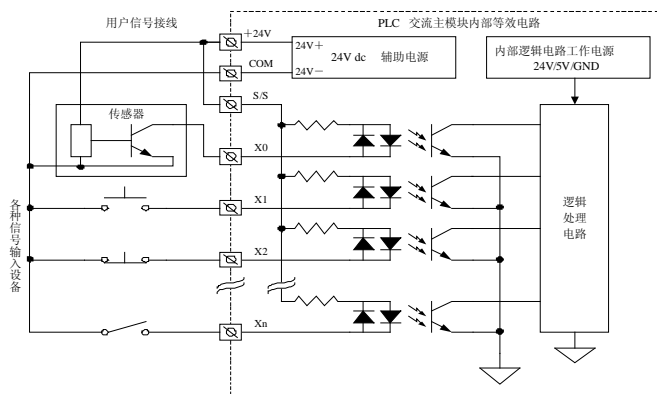 用户信号接线
PLC 交流主模块内部等效电路
+24V
24V+
24V dc 辅助电源
COM
24V-
内部逻辑电路工作电源
24V/5V/GND
S/S
传感器
X0
X1
X2
Xn
各种信号输入设备
逻辑
处理
电路